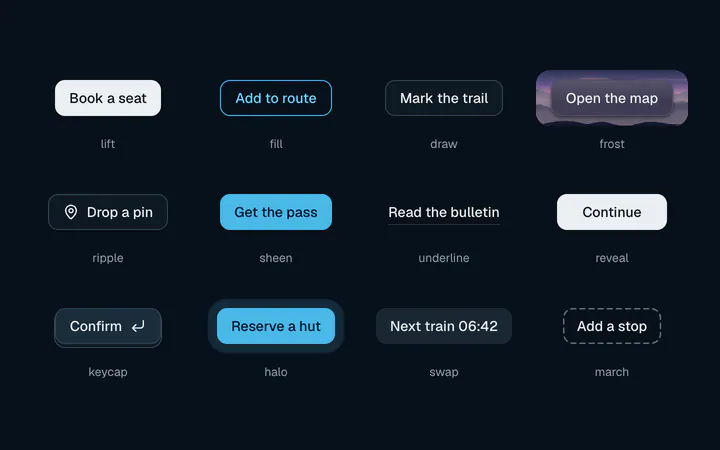 Book a seat
Add to route
Mark the trail
Open the map
lift
fill
draw
frost
Drop a pin
Get the pass
Read the bulletin
Continue
ripple
sheen
underline
reveal
Confirm
Reserve a hut
Next train 06:42
Add a stop
keycap
halo
swap
march